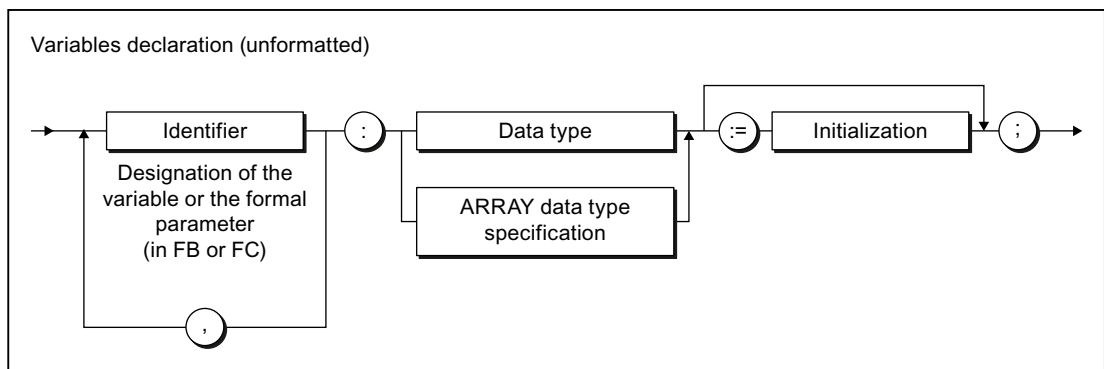 Variables declaration (unformatted)
Identifier
:
Data type
:=
Initialization
;
Designation of the
variable or the formal
parameter
(in FB or FC)
ARRAY data type
specification
,